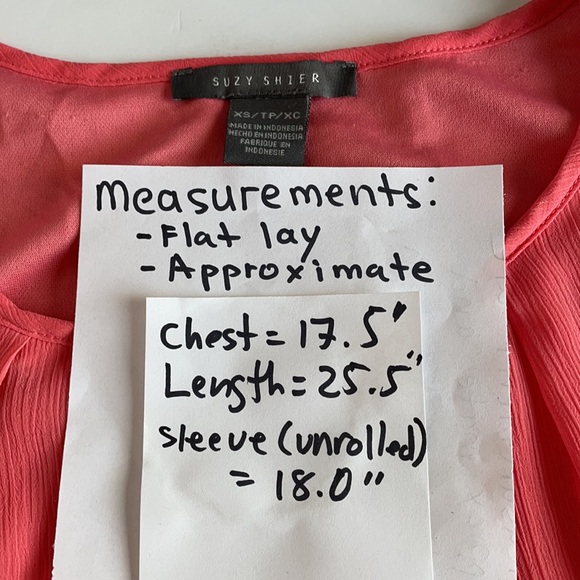 SUZY SHIER
XS/TP/XC
MADE IN INDONESIA
HECHO EN INDONESIA
FABRIQUE EN
INDONESIE
Measurements:
- Flat lay
- Approximate
Chest = 17.5"
Length = 25.5"
Sleeve (unrolled)
= 18.0"